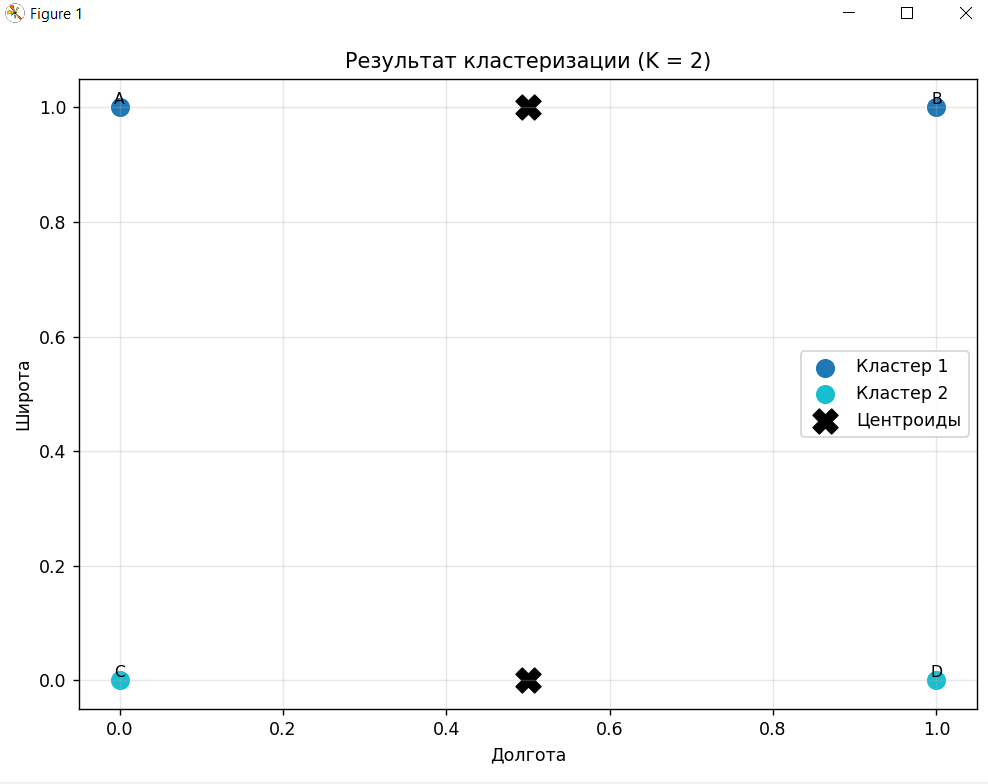 Figure 1
Результат кластеризации (K = 2)
A
B
1.0
0.8
0.6
Кластер 1
Кластер 2
Центроиды
Широта
0.4
0.2
C
D
0.0
0.0 0.2 0.4 0.6 0.8 1.0
Долгота